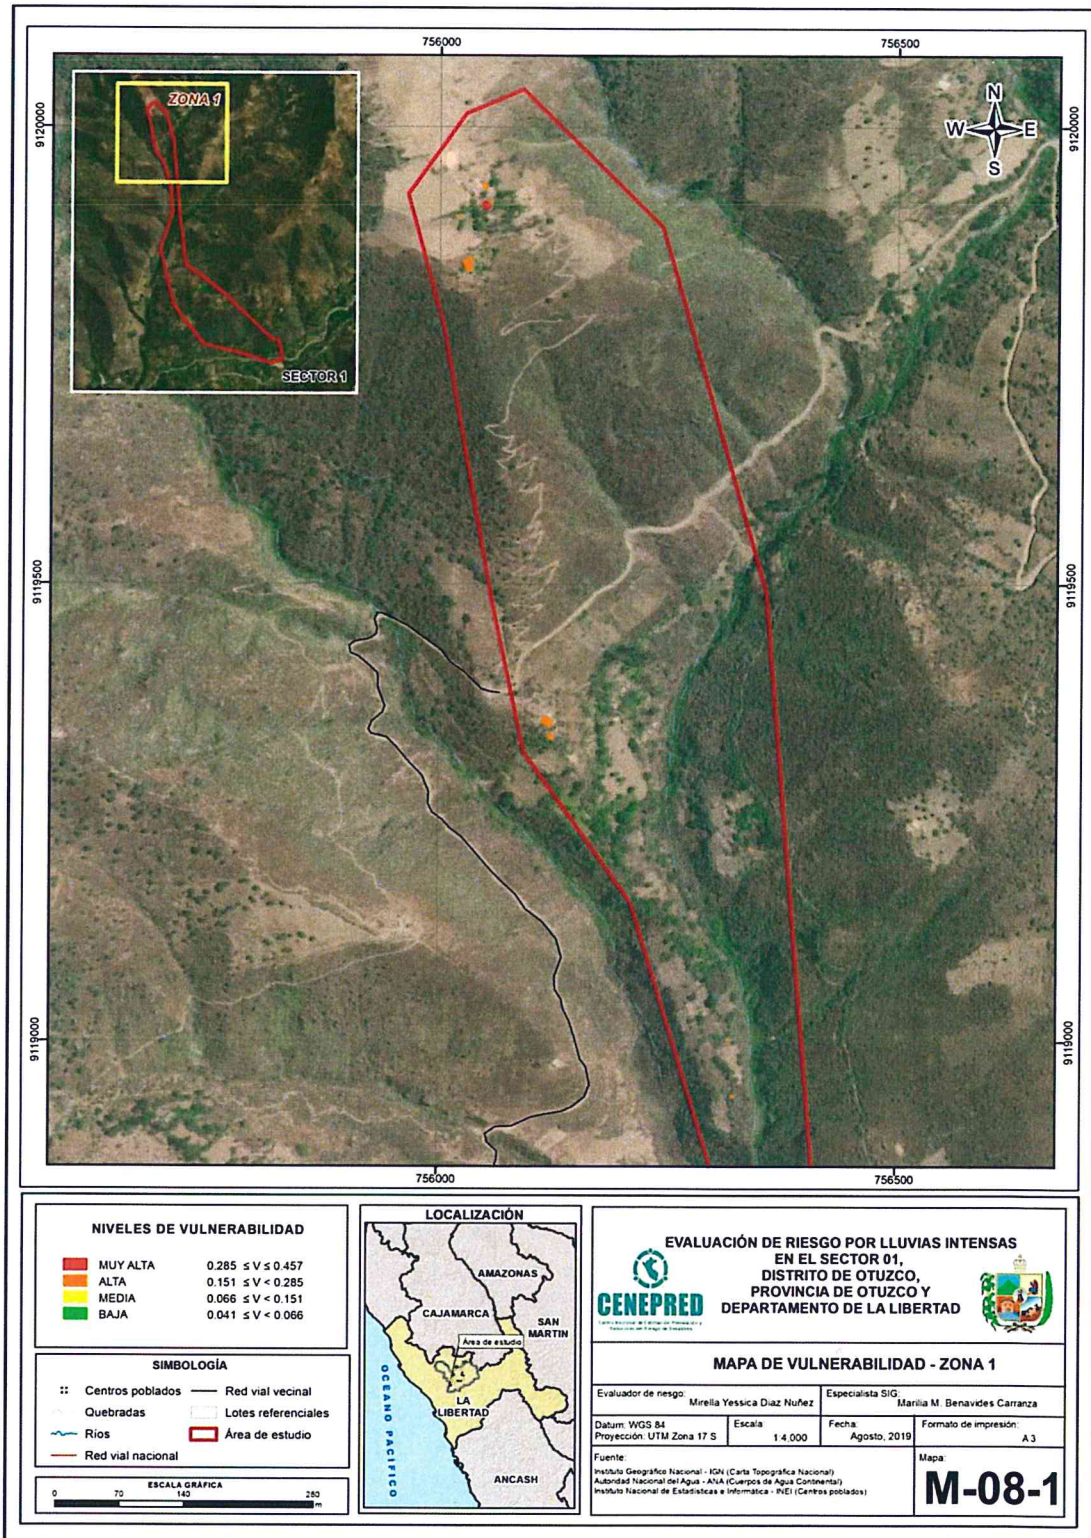 756000
756500
9120000
9120000
ZONA 1
N
W
E
S
SECTOR 1
9119500
9119500
9119000
9119000
756000
756500
NIVELES DE VULNERABILIDAD
MUY ALTA 0.285 ≤ V ≤ 0.457
ALTA 0.151 ≤ V < 0.285
MEDIA 0.066 ≤ V < 0.151
BAJA 0.041 ≤ V < 0.066
SIMBOLOGÍA
Centros poblados
Red vial vecinal
Quebradas
Lotes referenciales
Ríos
Área de estudio
Red vial nacional
ESCALA GRÁFICA
0 70 140 280
m
LOCALIZACIÓN
AMAZONAS
CAJAMARCA
SAN MARTIN
Área de estudio
LA LIBERTAD
OCEANO PACIFICO
ANCASH
CENEPRED
EVALUACIÓN DE RIESGO POR LLUVIAS INTENSAS
EN EL SECTOR 01,
DISTRITO DE OTUZCO,
PROVINCIA DE OTUZCO Y
DEPARTAMENTO DE LA LIBERTAD
MAPA DE VULNERABILIDAD - ZONA 1
Evaluador de riesgo:
Mirella Yessica Diaz Nuñez
Especialista SIG:
Marilia M. Benavides Carranza
Datum: WGS 84
Proyección: UTM Zona 17 S
Escala:
1:4,000
Fecha:
Agosto, 2019
Formato de impresión:
A 3
Fuente:
Instituto Geográfico Nacional - IGN (Carta Topográfica Nacional)
Autoridad Nacional del Agua - ANA (Cuerpos de Agua Continental)
Instituto Nacional de Estadísticas e Informática - INEI (Centros poblados)
Mapa:
M-08-1